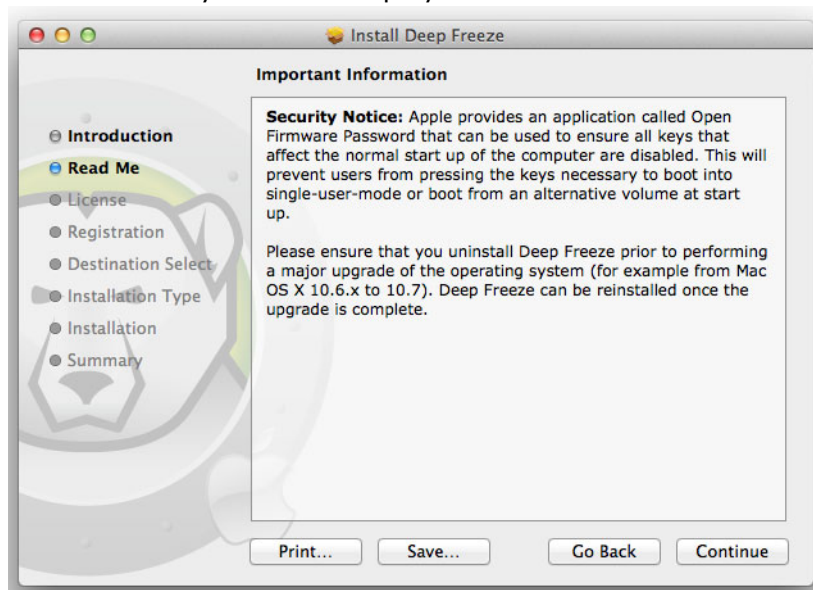 Install Deep Freeze
Important Information
Introduction
Read Me
License
Registration
Destination Select
Installation Type
Installation
Summary
Security Notice: Apple provides an application called Open
Firmware Password that can be used to ensure all keys that
affect the normal start up of the computer are disabled. This will
prevent users from pressing the keys necessary to boot into
single-user-mode or boot from an alternative volume at start
up.
Please ensure that you uninstall Deep Freeze prior to performing
a major upgrade of the operating system (for example from Mac
OS X 10.6.x to 10.7). Deep Freeze can be reinstalled once the
upgrade is complete.
Print... Save... Go Back Continue